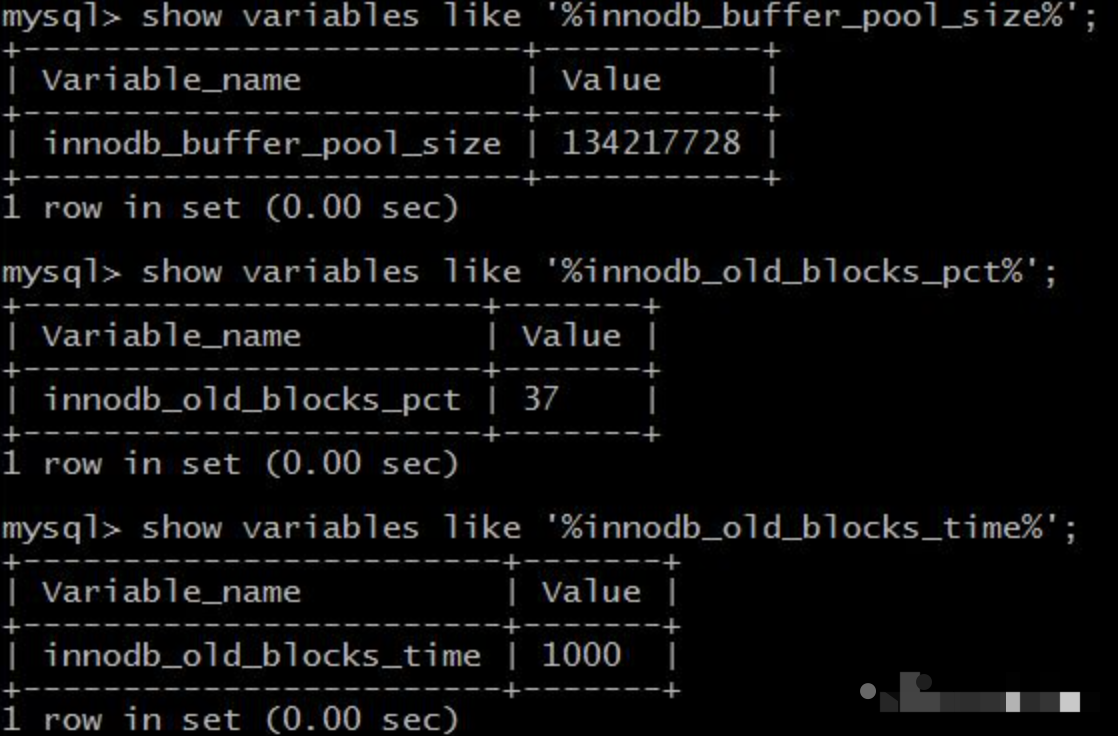 mysql> show variables like '%innodb_buffer_pool_size%';
+-------------------------+-----------+
| Variable_name           | Value     |
+-------------------------+-----------+
| innodb_buffer_pool_size | 134217728 |
+-------------------------+-----------+
1 row in set (0.00 sec)
mysql> show variables like '%innodb_old_blocks_pct%';
+-----------------------+-------+
| Variable_name         | Value |
+-----------------------+-------+
| innodb_old_blocks_pct | 37    |
+-----------------------+-------+
1 row in set (0.00 sec)
mysql> show variables like '%innodb_old_blocks_time%';
+------------------------+-------+
| Variable_name          | Value |
+------------------------+-------+
| innodb_old_blocks_time | 1000  |
+------------------------+-------+
1 row in set (0.00 sec)